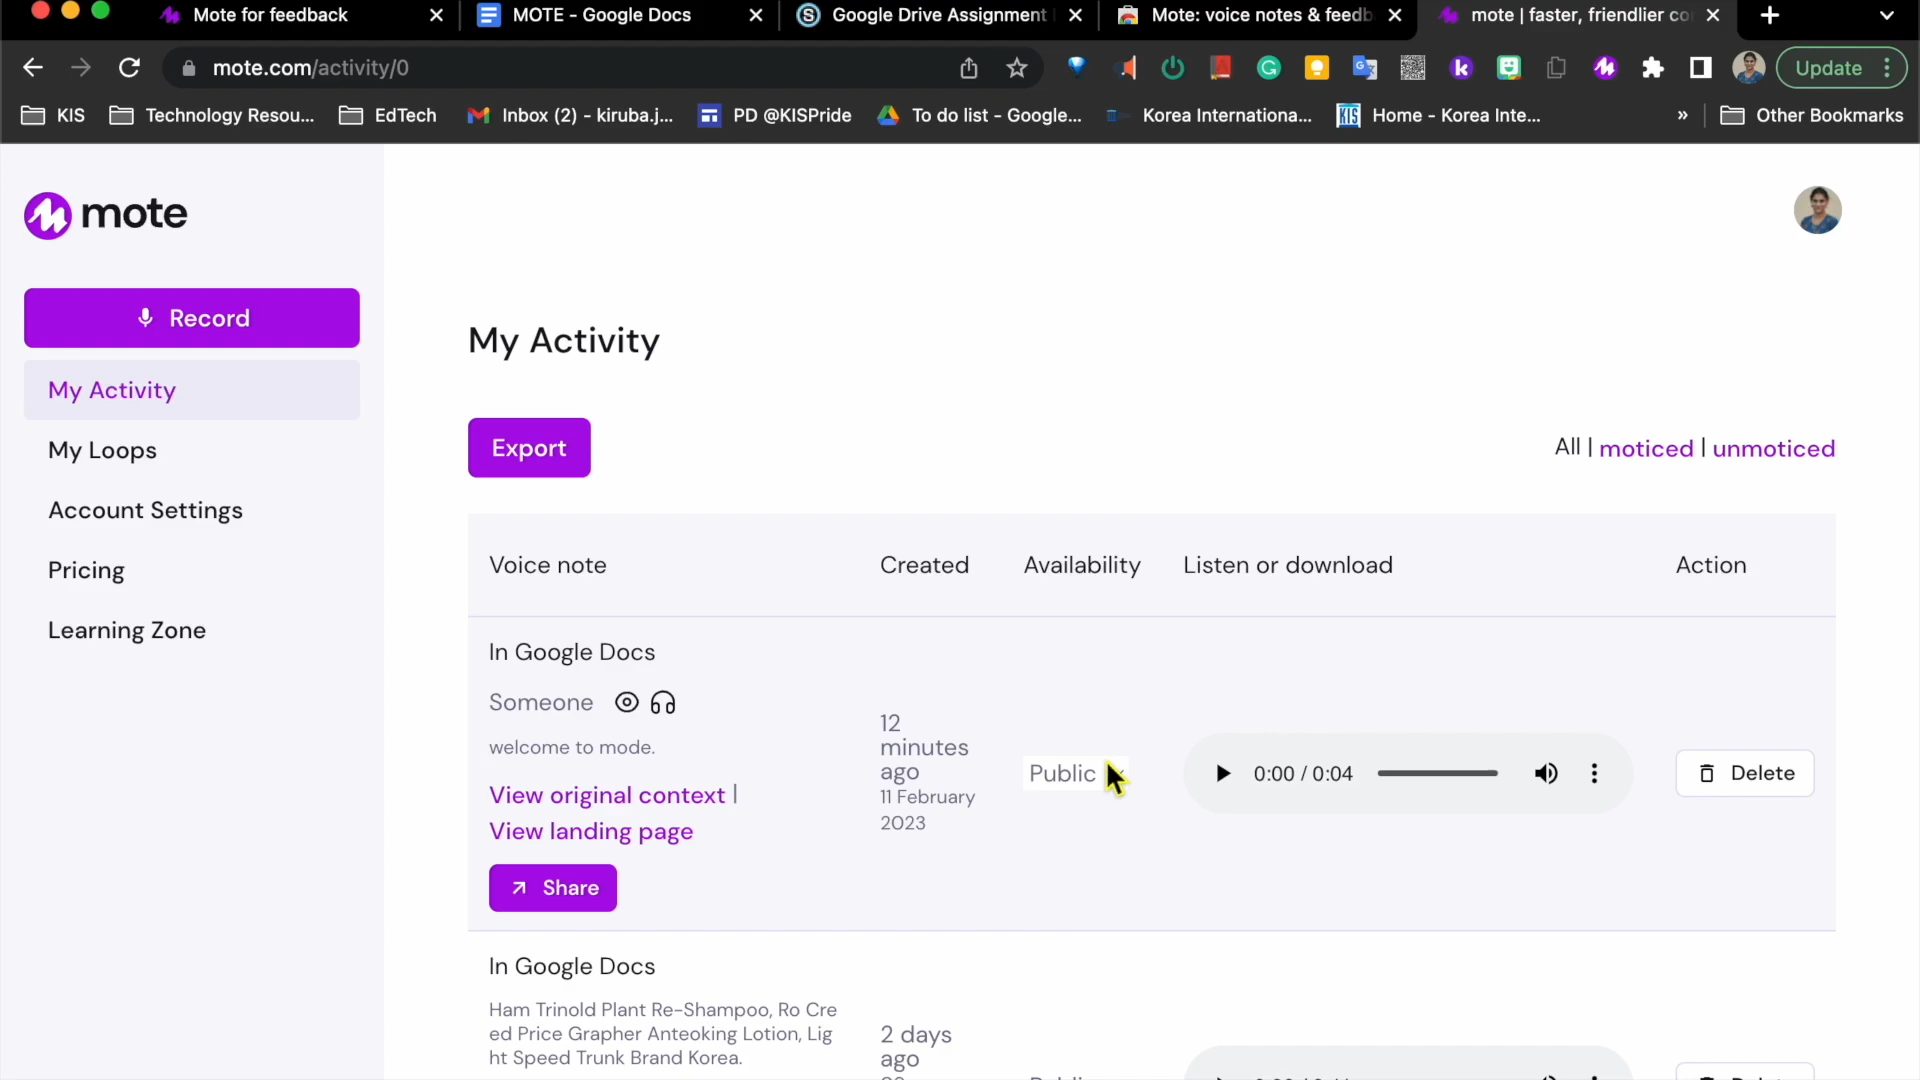 Mote for feedback
MOTE - Google Docs
Google Drive Assignment
Mote: voice notes & feedb
mote | faster, friendlier co
mote.com/activity/0
Update
KIS
Technology Resou...
EdTech
Inbox (2) - kiruba.j...
PD @KISPride
To do list - Google...
Korea Internationa...
KIS
Home - Korea Inte...
»
Other Bookmarks
mote
Record
My Activity
My Loops
Account Settings
Pricing
Learning Zone
My Activity
Export
All | moticed | unmoticed
Voice note
Created
Availability
Listen or download
Action
In Google Docs
Someone
welcome to mode.
View original context |
View landing page
Share
12
minutes
ago
11 February
2023
Public
0:00 / 0:04
Delete
In Google Docs
Ham Trinold Plant Re-Shampoo, Ro Cre
ed Price Grapher Anteoking Lotion, Lig
ht Speed Trunk Brand Korea.
2 days
ago